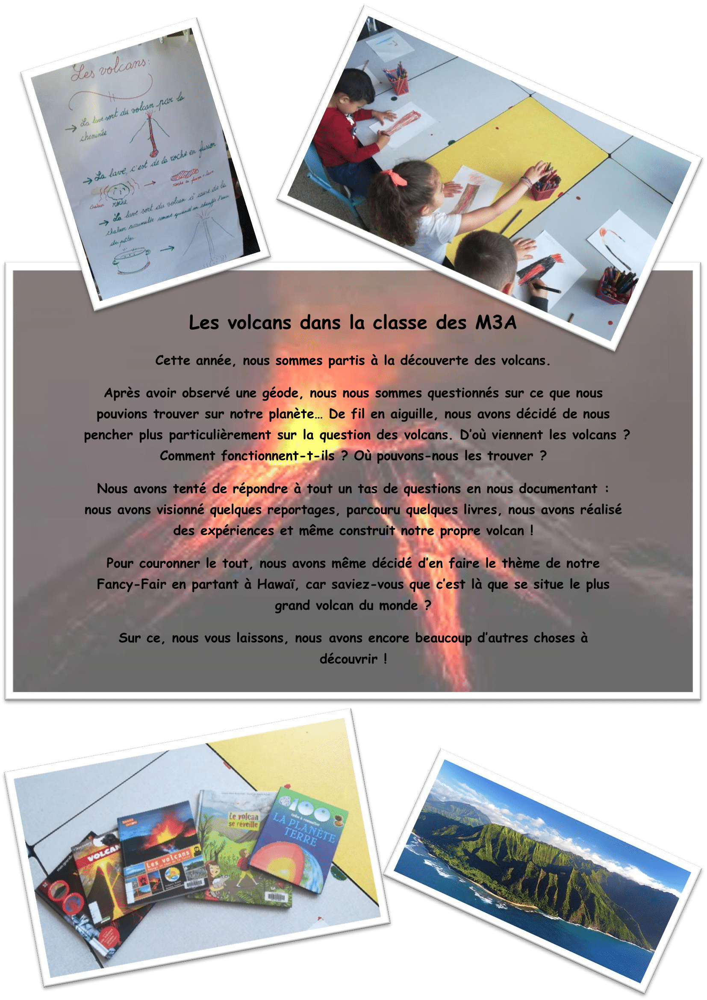 Les volcans:
→ La lave sort du volcan par la
cheminée
→ La lave, c'est de la roche en fusion
chaleur
roche
→
roche en fusion = lave
→ La lave sort du volcan à cause de la
chaleur accumulée comme quand on chauffe l'eau
des pâtes
→
Les volcans dans la classe des M3A
Cette année, nous sommes partis à la découverte des volcans.
Après avoir observé une géode, nous nous sommes questionnés sur ce que nous
pouvions trouver sur notre planète… De fil en aiguille, nous avons décidé de nous
pencher plus particulièrement sur la question des volcans. D'où viennent les volcans ?
Comment fonctionnent-t-ils ? Où pouvons-nous les trouver ?
Nous avons tenté de répondre à tout un tas de questions en nous documentant :
nous avons visionné quelques reportages, parcouru quelques livres, nous avons réalisé
des expériences et même construit notre propre volcan !
Pour couronner le tout, nous avons même décidé d'en faire le thème de notre
Fancy-Fair en partant à Hawaï, car saviez-vous que c'est là que se situe le plus
grand volcan du monde ?
Sur ce, nous vous laissons, nous avons encore beaucoup d'autres choses à
découvrir !
Discovery
VOLCAN
Les volcans
Le volcan
se réveille
100
infos à connaître
LA PLANÈTE
TERRE